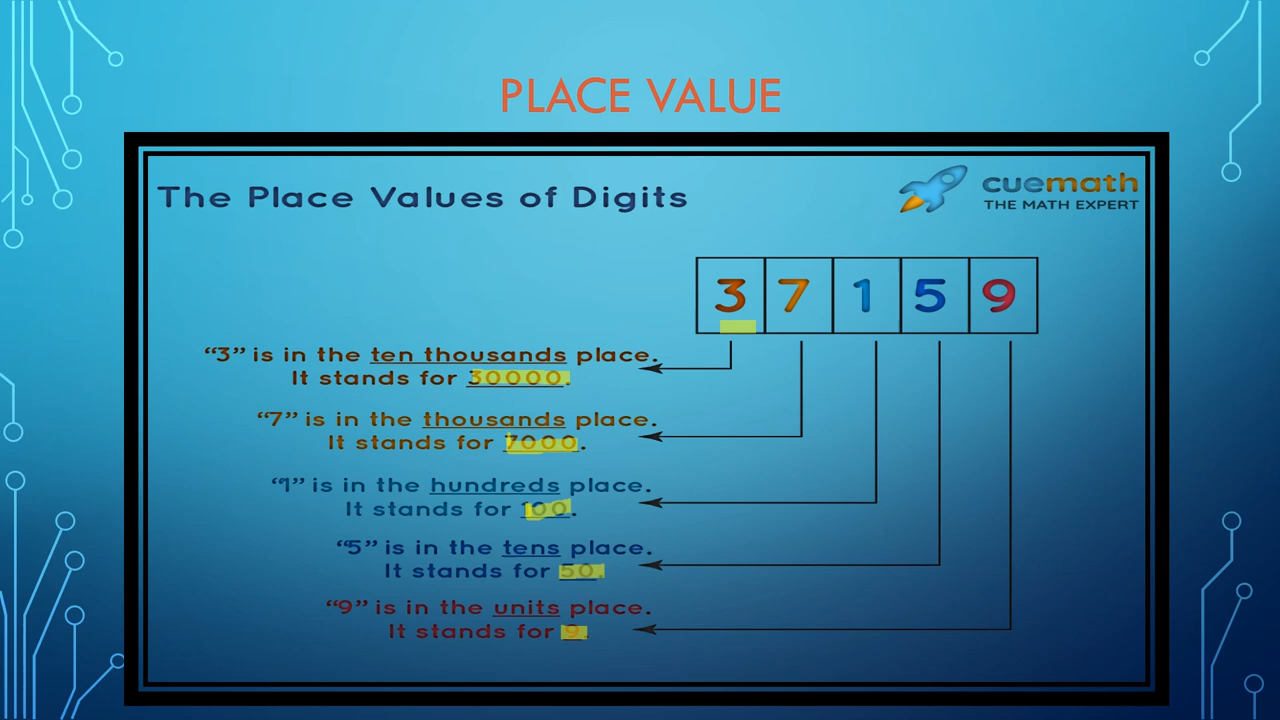 PLACE VALUE
The Place Values of Digits
cuemath
THE MATH EXPERT
3 7 1 5 9
“3” is in the ten thousands place.
It stands for 30000.
“7” is in the thousands place.
It stands for 7000.
“1” is in the hundreds place.
It stands for 100.
“5” is in the tens place.
It stands for 50.
“9” is in the units place.
It stands for 9.